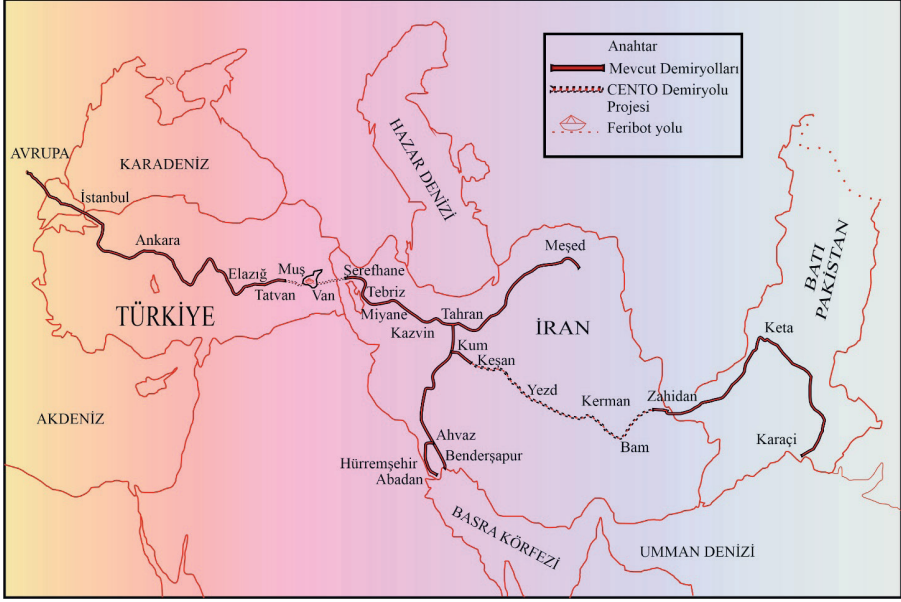 Anahtar
Mevcut Demiryolları
CENTO Demiryolu
Projesi
Feribot yolu
AVRUPA
KARADENİZ
HAZAR DENİZİ
İstanbul
Ankara
Elazığ
Muş
Tatvan
Van
Şerefhane
Tebriz
Miyane
Kazvin
Tahran
Meşed
TÜRKİYE
İRAN
BATI
PAKİSTAN
Kum
Keşan
Yezd
Kerman
Bam
Zahidan
Keta
Karaçi
AKDENİZ
Ahvaz
Benderşapur
Hürremşehir
Abadan
BASRA KÖRFEZİ
UMMAN DENİZİ